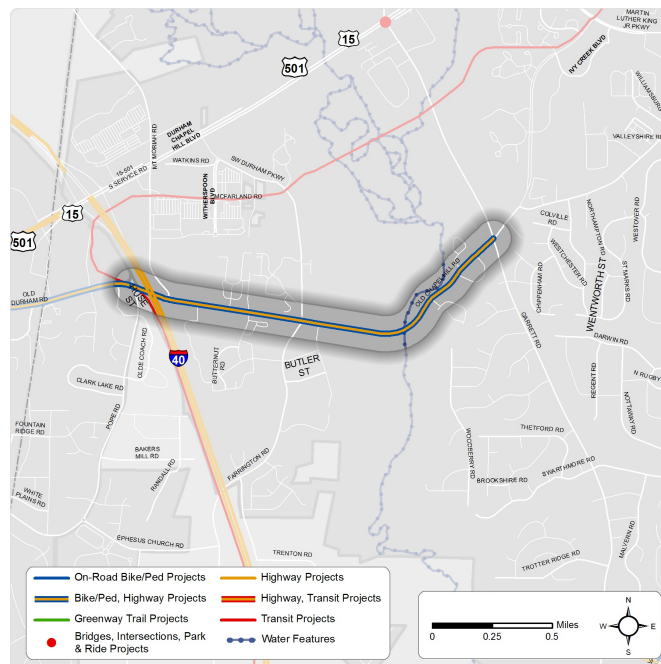 MARTIN
LUTHER KING
JR PKWY
15
501
IVY CREEK BLVD
WILLIAMSBURG
MT MORIAH RD
DURHAM
CHAPEL
HILL BLVD
VALLEYSHIRE RD
15-501
S SERVICE RD
WATKINS RD
SW DURHAM PKWY
WITHERSPOON
BLVD
MCFARLAND RD
15
501
COLVILLE
RD
NORTHAMPTON RD
WESTOVER RD
WESTCHESTER RD
ST MARKS RD
WENTWORTH ST
CHIPPENHAM RD
OLD CHAPEL HILL RD
OLD
DURHAM RD
ST
GARRETT RD
DARWIN RD
40
OLDE COACH RD
BUTTERNUT
RD
BUTLER
ST
CLARK LAKE RD
REGENT RD
N RUGBY
NOTTAWAY RD
POPE RD
FOUNTAIN
RIDGE RD
THETFORD RD
WOODBERRY RD
BAKERS
MILL RD
RANDALL RD
FARRINGTON RD
SWARTHMORE RD
BROOKSHIRE RD
WHITE
PLAINS RD
MALVERN RD
EPHESUS CHURCH RD
TRENTON RD
TROTTER RIDGE RD
On-Road Bike/Ped Projects
Highway Projects
Bike/Ped, Highway Projects
Highway, Transit Projects
Greenway Trail Projects
Transit Projects
Bridges, Intersections, Park
& Ride Projects
Water Features
0
0.25
0.5
Miles
N
W
E
S